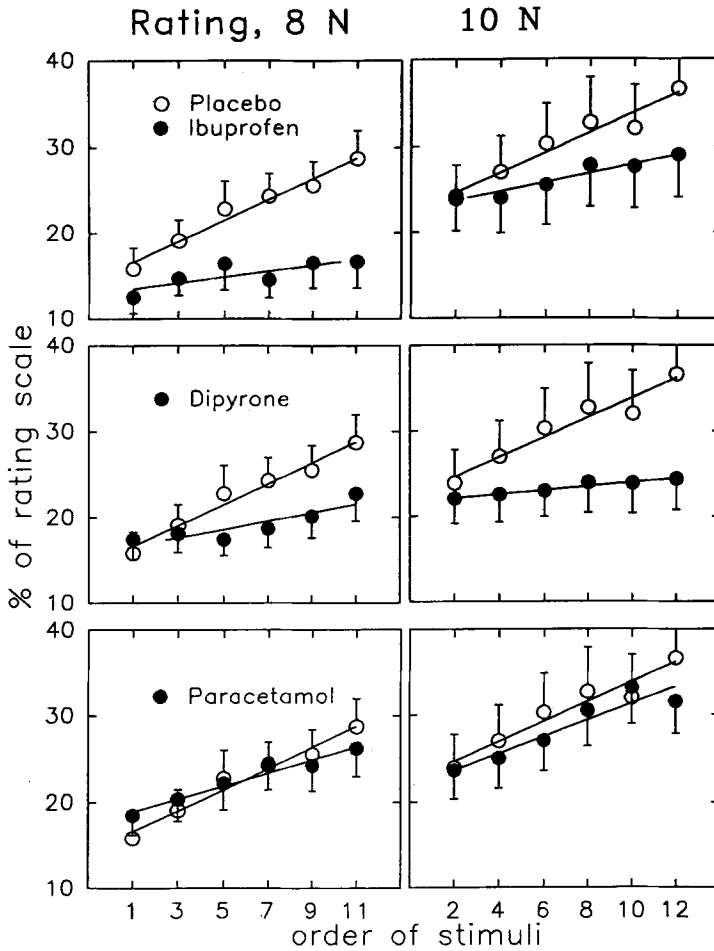 Rating, 8 N
10 N
40
30
20
10
Placebo
Ibuprofen
40
30
20
10
Dipyrone
40
30
20
10
Paracetamol
% of rating scale
1 3 5 7 9 11
2 4 6 8 10 12
order of stimuli